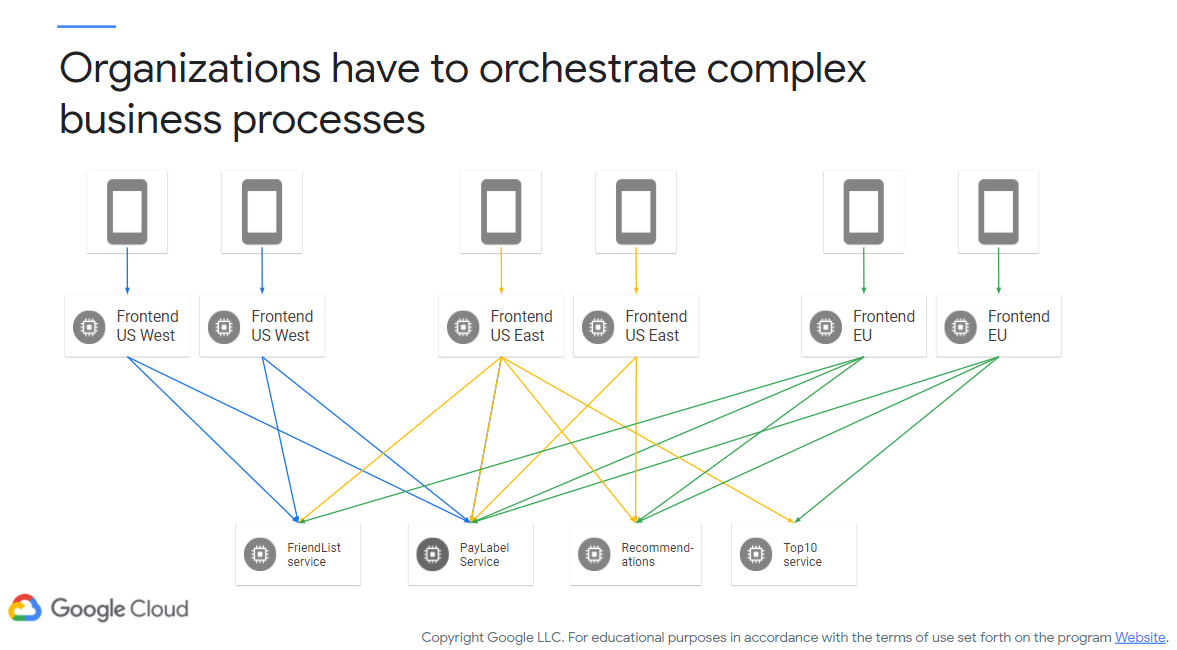 Organizations have to orchestrate complex
business processes
Frontend
US West
Frontend
US West
Frontend
US East
Frontend
US East
Frontend
EU
Frontend
EU
FriendList
service
PayLabel
Service
Recommend-
ations
Top10
service
Google Cloud
Copyright Google LLC. For educational purposes in accordance with the terms of use set forth on the program Website.